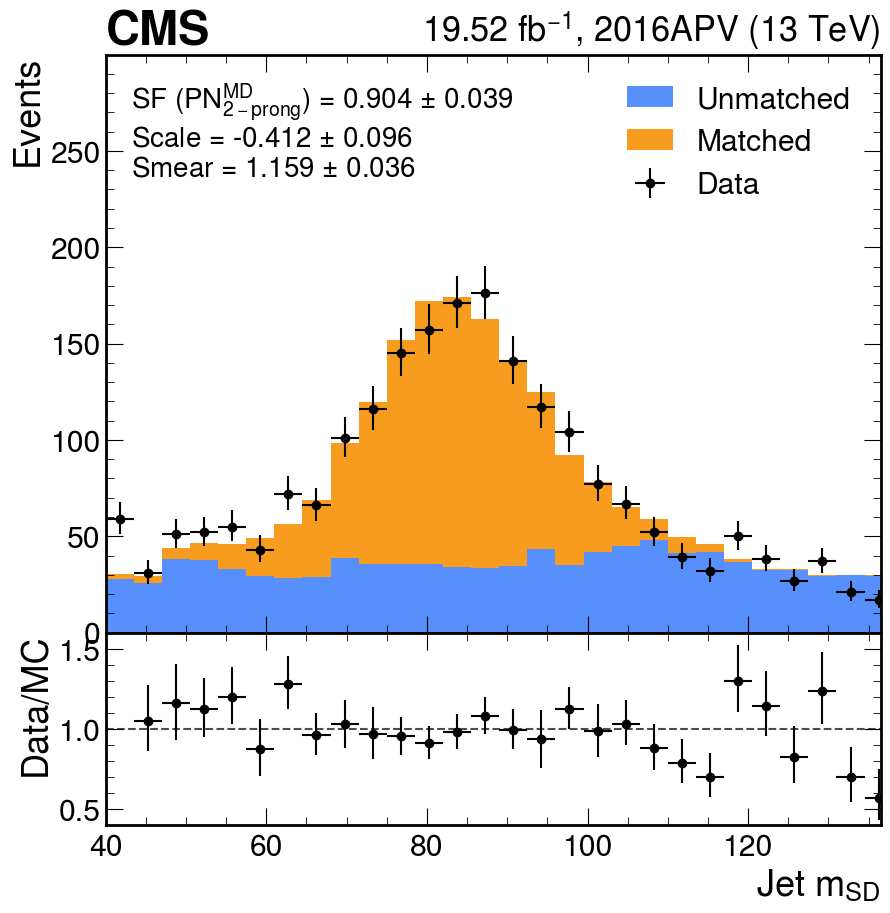 CMS 19.52 fb⁻¹, 2016APV (13 TeV)
Events
SF (PN^MD_2−prong) = 0.904 ± 0.039
Scale = -0.412 ± 0.096
Smear = 1.159 ± 0.036
Unmatched
Matched
Data
250
200
150
100
50
0
Data/MC
1.5
1.0
0.5
40 60 80 100 120
Jet m_SD